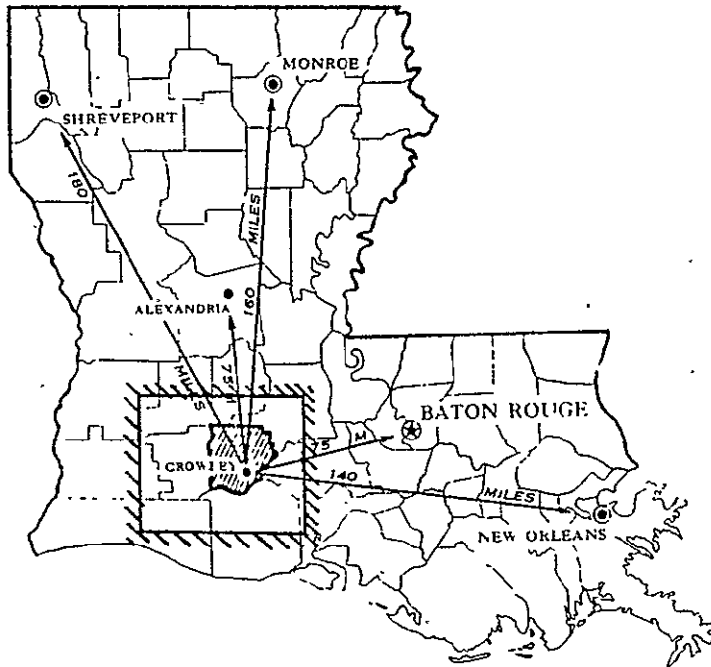 MONROE
SHREVEPORT
180 MILES
160 MILES
ALEXANDRIA
75 M
BATON ROUGE
75 M
CROWLEY
140 MILES
NEW ORLEANS